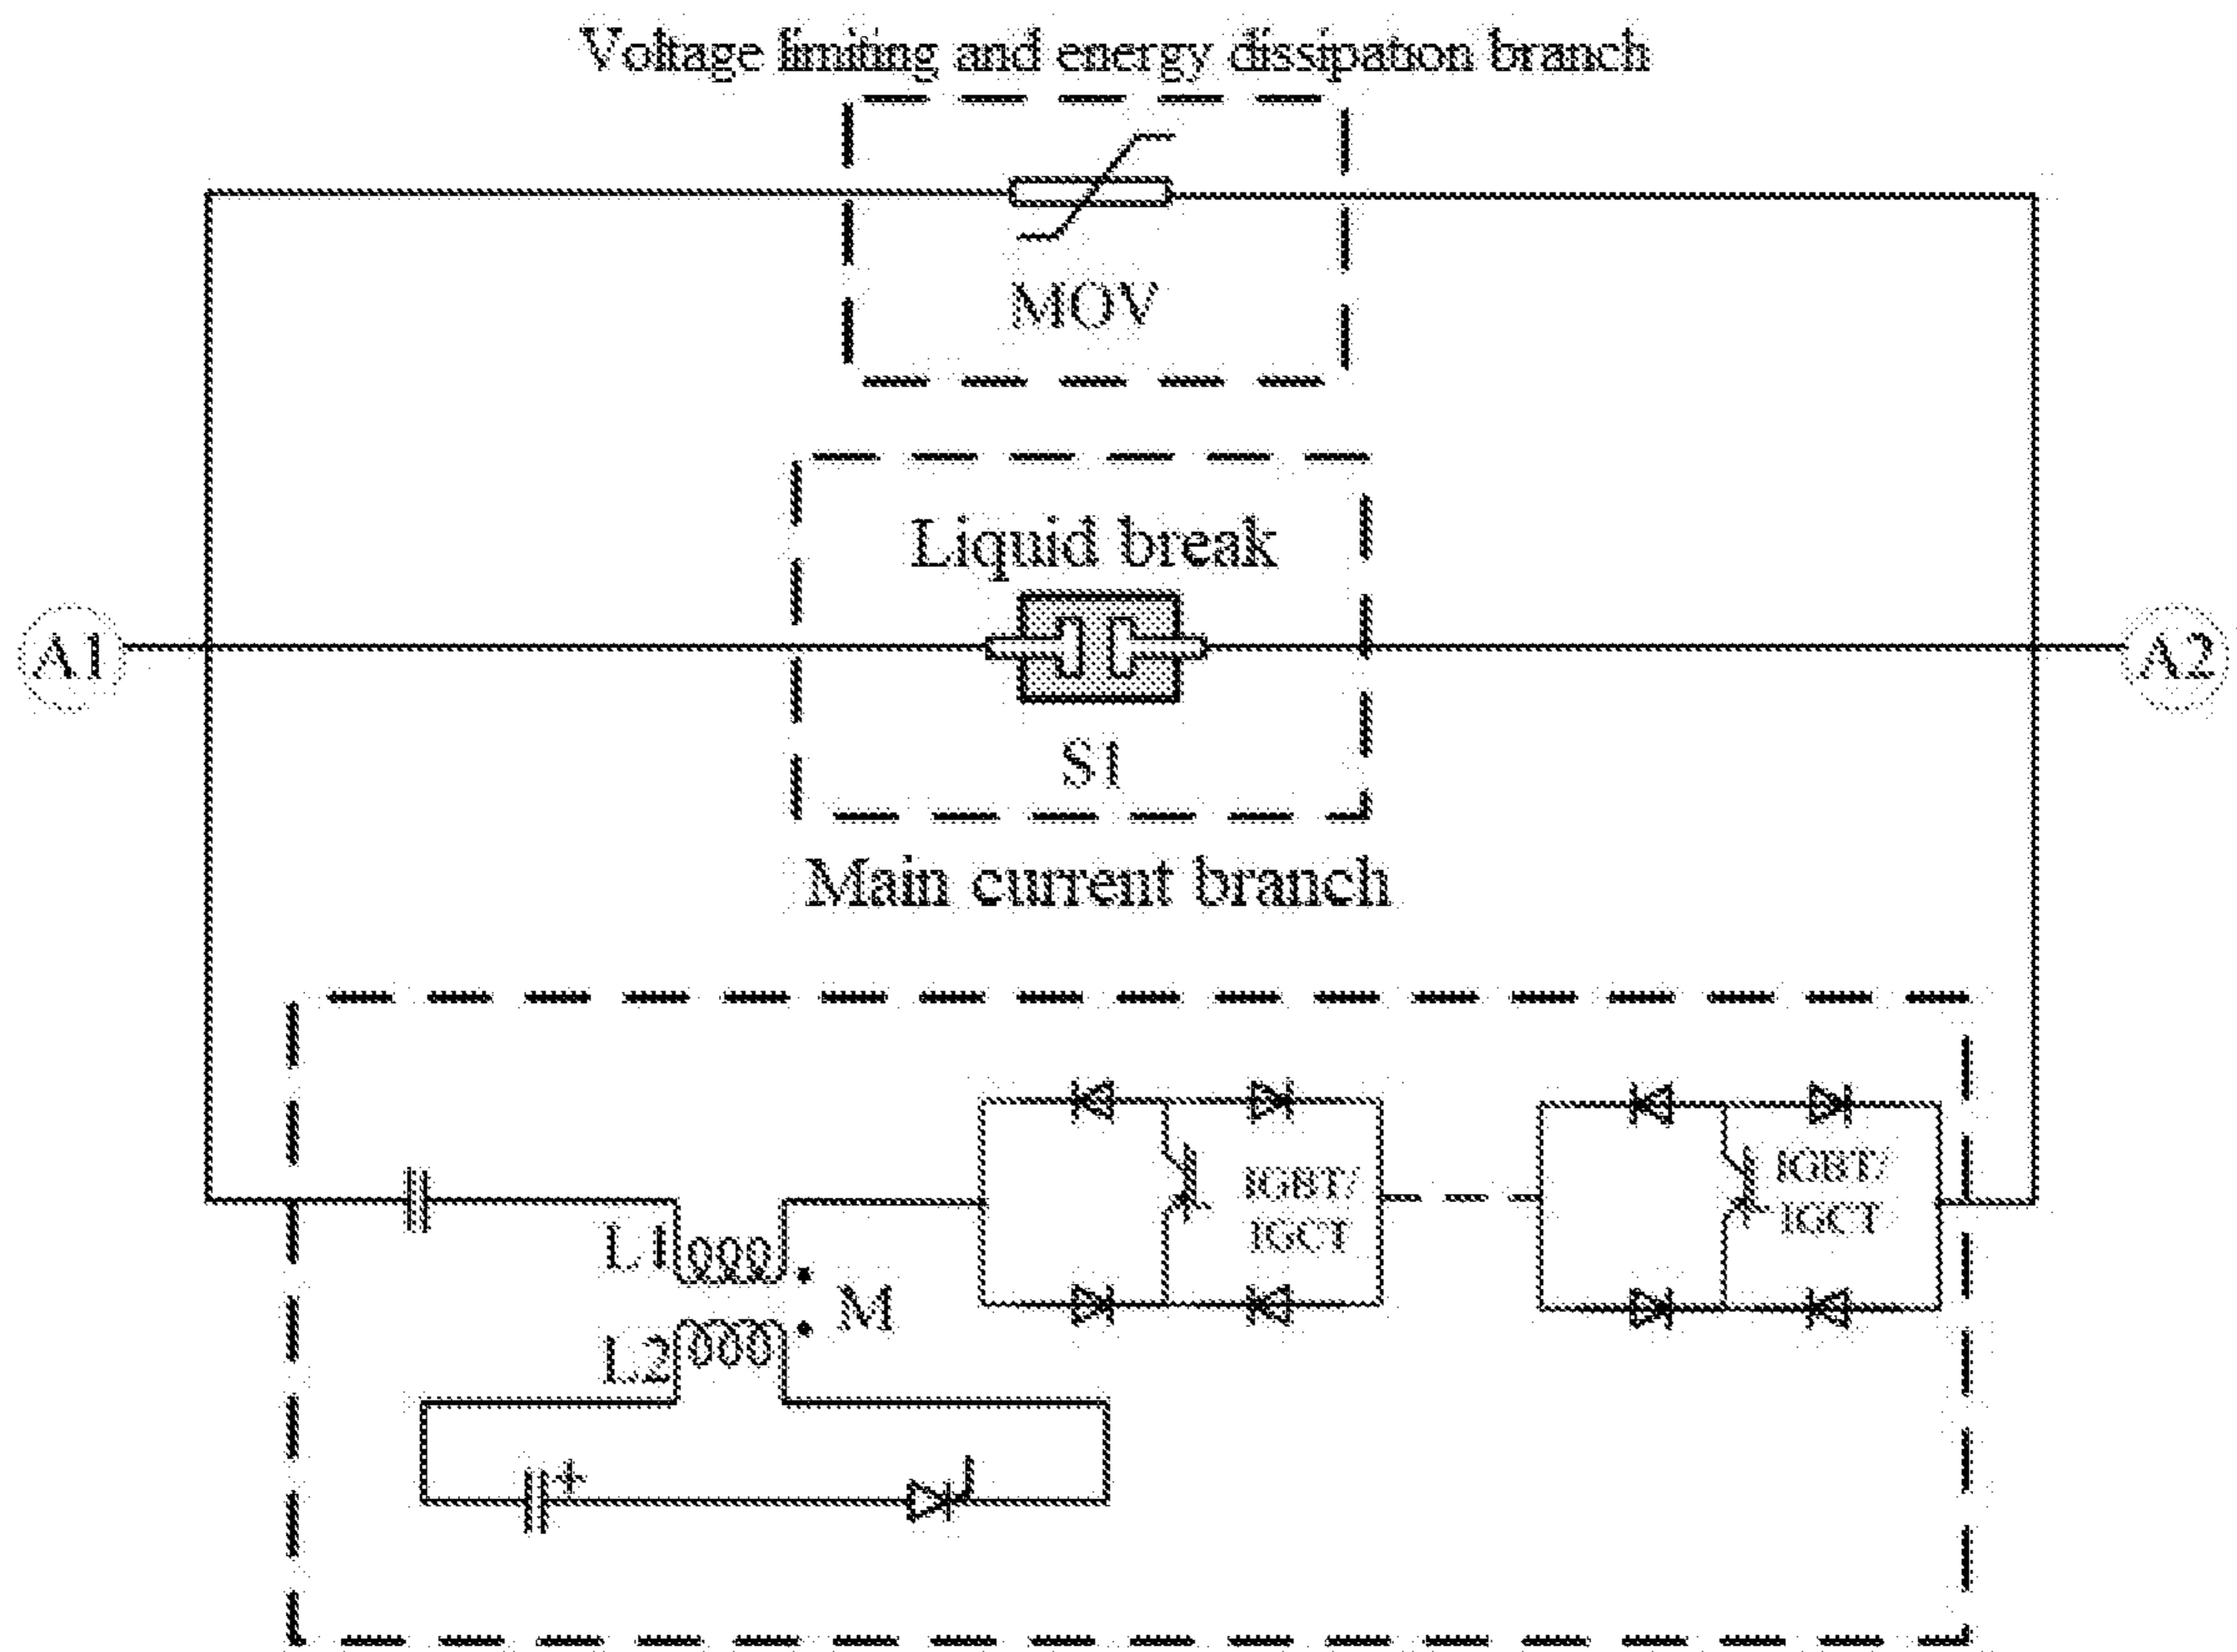 Voltage limiting and energy dissipation branch
MOV
Liquid break
A1
A2
S1
Main current branch
IGBT/
IGCT
IGBT/
IGCT
L1
M
L2
+